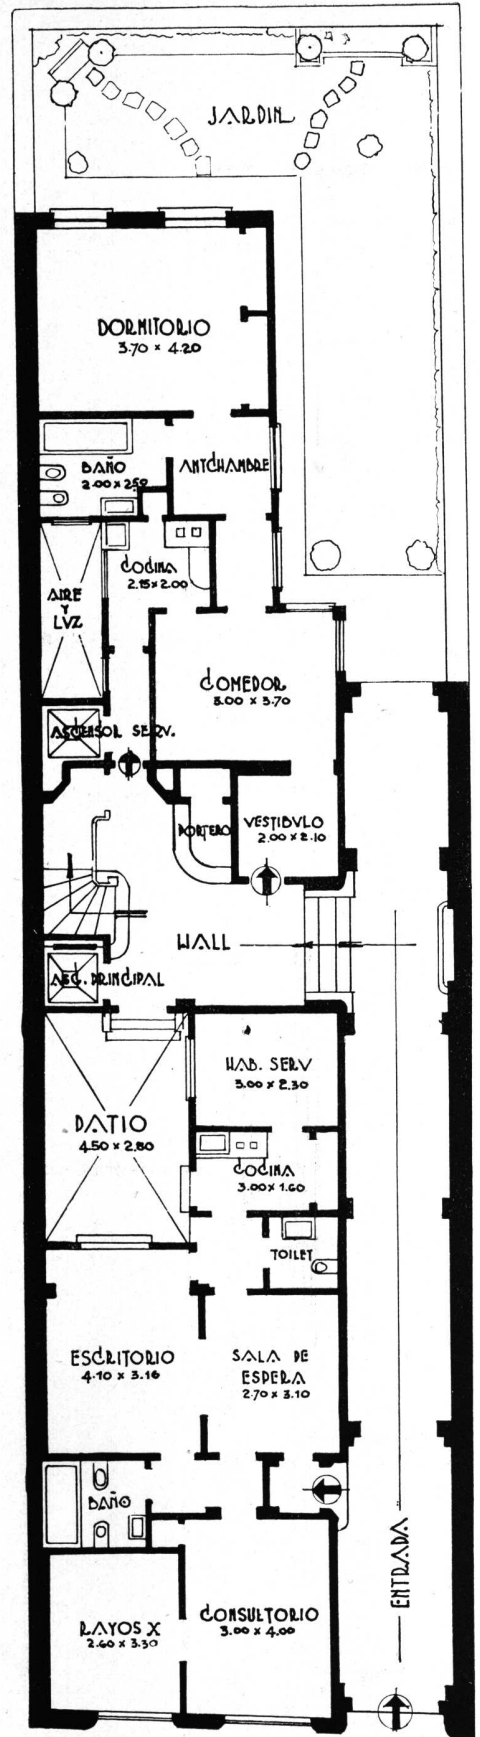 JARDIN
DORMITORIO
3.70 × 4.20
BAÑO
2.00 × 2.50
ANTCHAMBRE
COCINA
2.15 × 2.00
AIRE
Y
LUZ
COMEDOR
3.00 × 3.70
ASCENSOR SERV.
PORTERO
VESTIBVLO
2.00 × 2.10
HALL
ASC. PRINCIPAL
HAB. SERV
3.00 × 2.30
PATIO
4.50 × 2.80
COCINA
3.00 × 1.60
TOILET
ESCRITORIO
4.10 × 3.16
SALA DE
ESPERA
2.70 × 3.10
BAÑO
ENTRADA
RAYOS X
2.60 × 3.30
CONSULTORIO
3.00 × 4.00